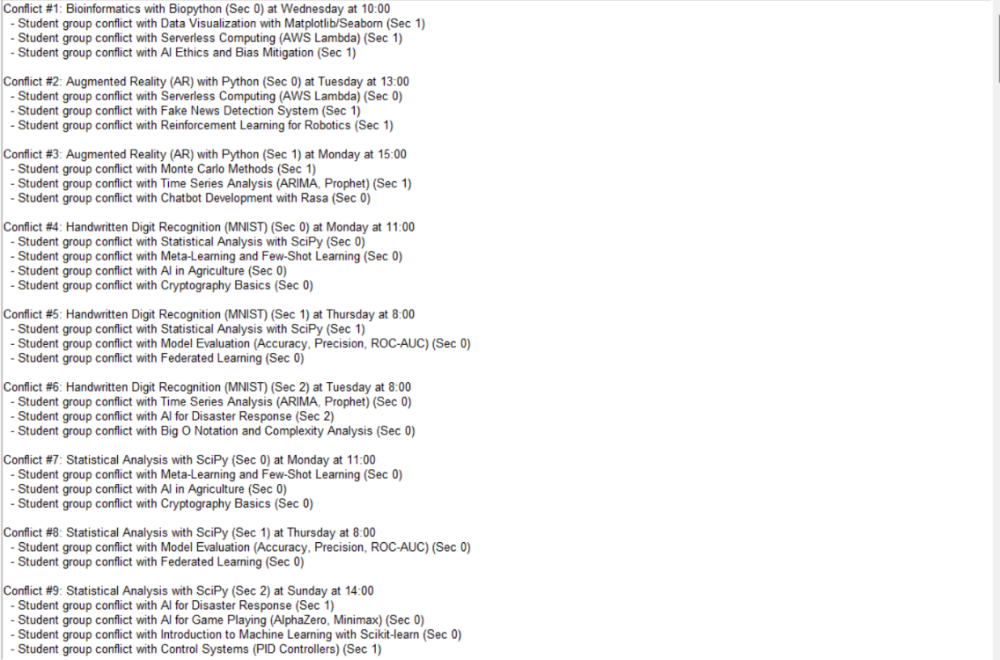 Conflict #1: Bioinformatics with Biopython (Sec 0) at Wednesday at 10:00
- Student group conflict with Data Visualization with Matplotlib/Seaborn (Sec 1)
- Student group conflict with Serverless Computing (AWS Lambda) (Sec 1)
- Student group conflict with AI Ethics and Bias Mitigation (Sec 1)
Conflict #2: Augmented Reality (AR) with Python (Sec 0) at Tuesday at 13:00
- Student group conflict with Serverless Computing (AWS Lambda) (Sec 0)
- Student group conflict with Fake News Detection System (Sec 1)
- Student group conflict with Reinforcement Learning for Robotics (Sec 1)
Conflict #3: Augmented Reality (AR) with Python (Sec 1) at Monday at 15:00
- Student group conflict with Monte Carlo Methods (Sec 1)
- Student group conflict with Time Series Analysis (ARIMA, Prophet) (Sec 1)
- Student group conflict with Chatbot Development with Rasa (Sec 0)
Conflict #4: Handwritten Digit Recognition (MNIST) (Sec 0) at Monday at 11:00
- Student group conflict with Statistical Analysis with SciPy (Sec 0)
- Student group conflict with Meta-Learning and Few-Shot Learning (Sec 0)
- Student group conflict with AI in Agriculture (Sec 0)
- Student group conflict with Cryptography Basics (Sec 0)
Conflict #5: Handwritten Digit Recognition (MNIST) (Sec 1) at Thursday at 8:00
- Student group conflict with Statistical Analysis with SciPy (Sec 1)
- Student group conflict with Model Evaluation (Accuracy, Precision, ROC-AUC) (Sec 0)
- Student group conflict with Federated Learning (Sec 0)
Conflict #6: Handwritten Digit Recognition (MNIST) (Sec 2) at Tuesday at 8:00
- Student group conflict with Time Series Analysis (ARIMA, Prophet) (Sec 0)
- Student group conflict with AI for Disaster Response (Sec 2)
- Student group conflict with Big O Notation and Complexity Analysis (Sec 0)
Conflict #7: Statistical Analysis with SciPy (Sec 0) at Monday at 11:00
- Student group conflict with Meta-Learning and Few-Shot Learning (Sec 0)
- Student group conflict with AI in Agriculture (Sec 0)
- Student group conflict with Cryptography Basics (Sec 0)
Conflict #8: Statistical Analysis with SciPy (Sec 1) at Thursday at 8:00
- Student group conflict with Model Evaluation (Accuracy, Precision, ROC-AUC) (Sec 0)
- Student group conflict with Federated Learning (Sec 0)
Conflict #9: Statistical Analysis with SciPy (Sec 2) at Sunday at 14:00
- Student group conflict with AI for Disaster Response (Sec 1)
- Student group conflict with AI for Game Playing (AlphaZero, Minimax) (Sec 0)
- Student group conflict with Introduction to Machine Learning with Scikit-learn (Sec 0)
- Student group conflict with Control Systems (PID Controllers) (Sec 1)